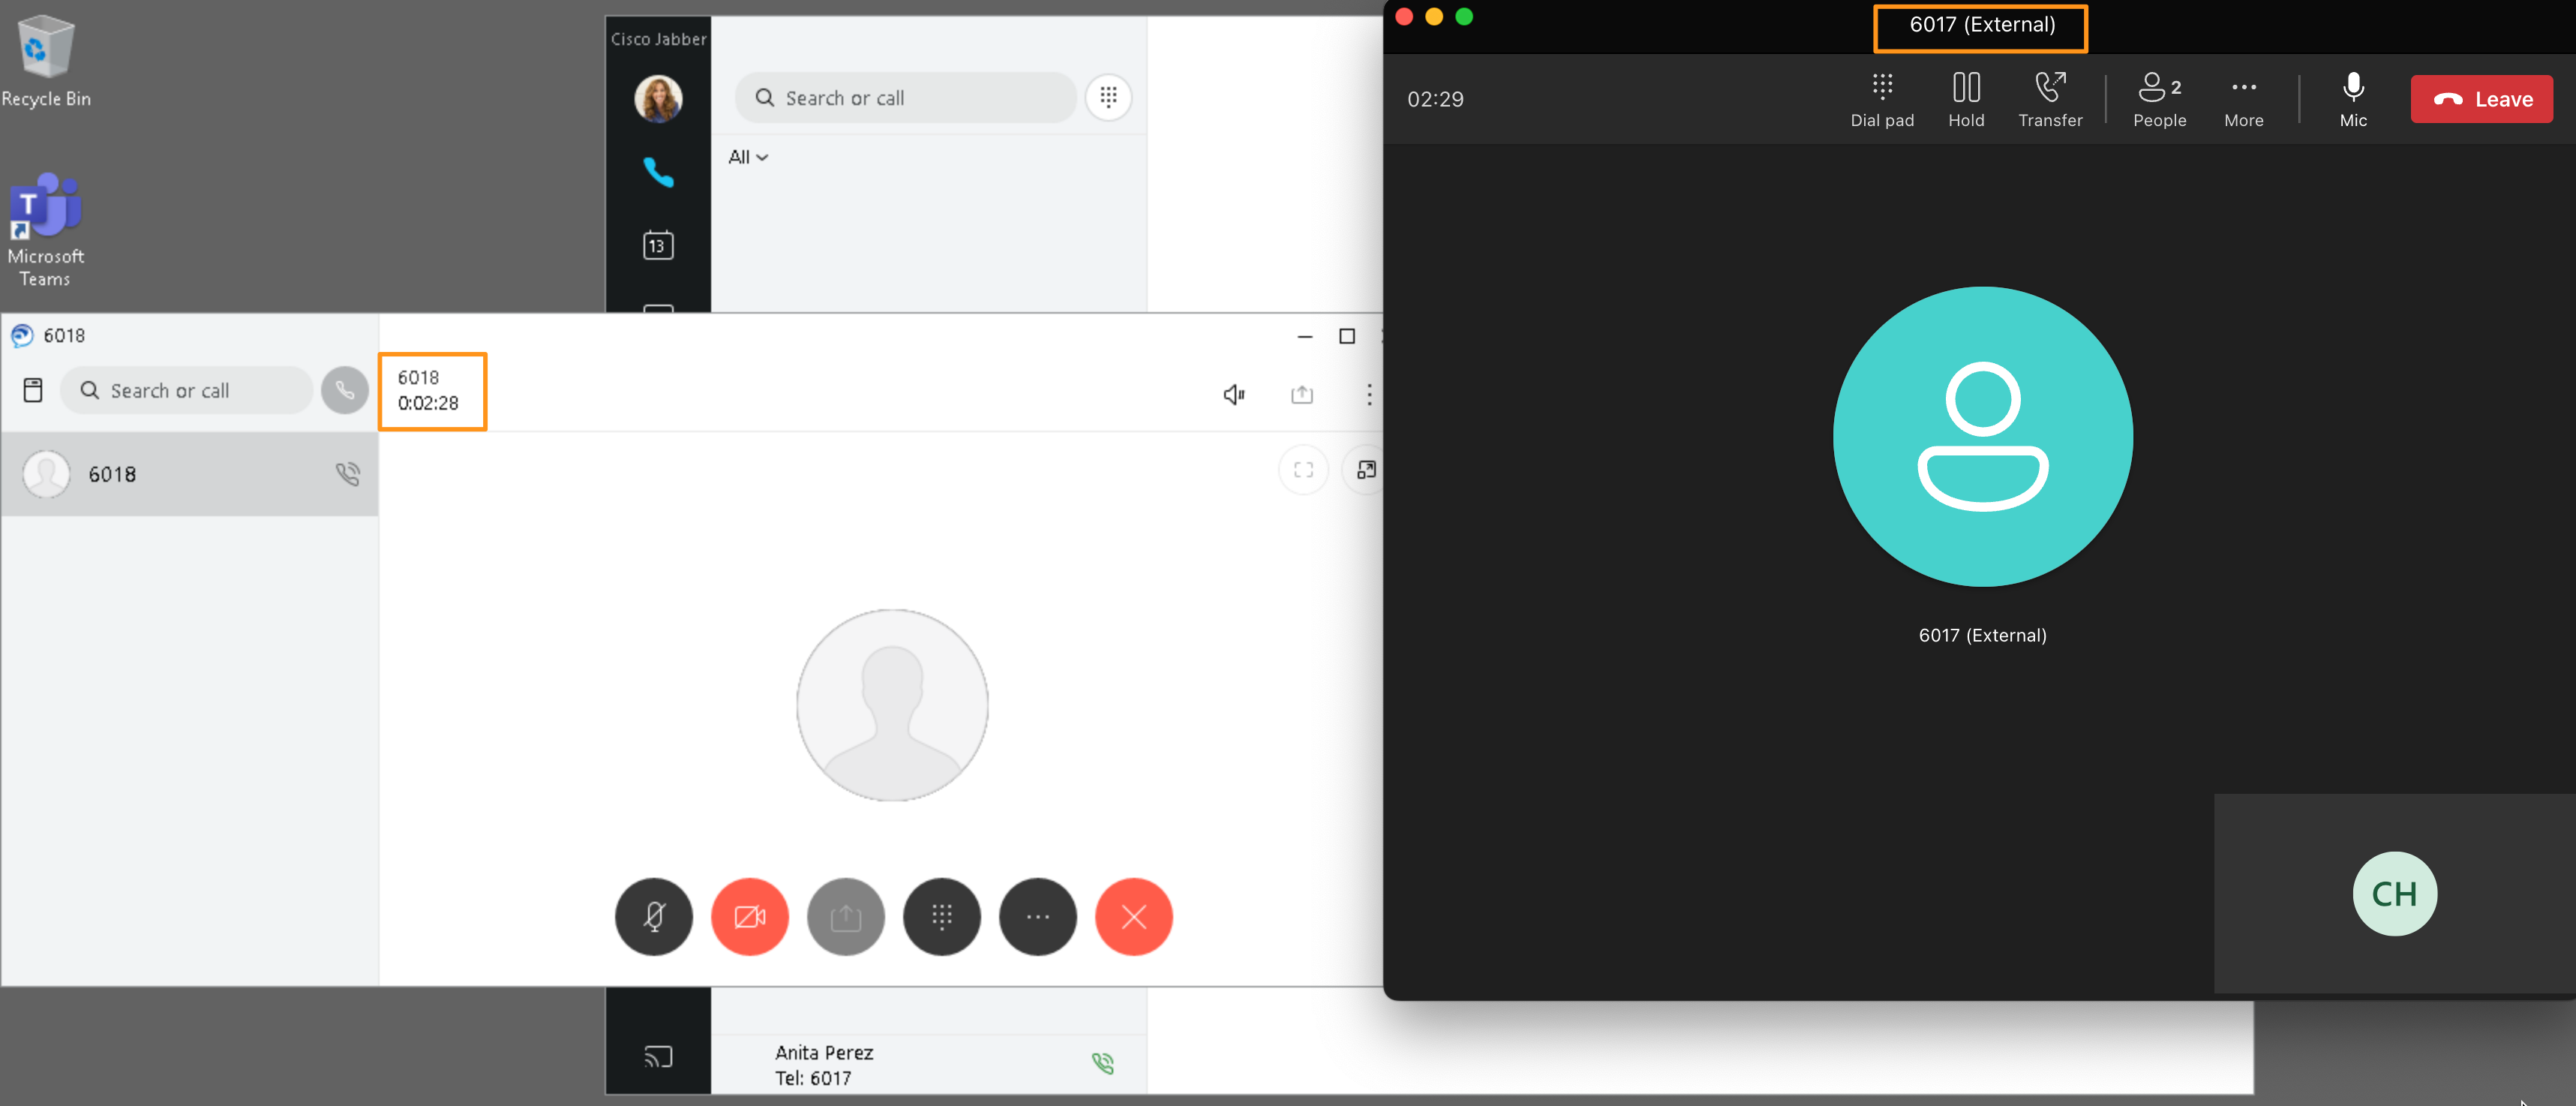 Recycle Bin
Microsoft
Teams
Cisco Jabber
Search or call
All
13
6018
Search or call
6018
0:02:28
6018
Anita Perez
Tel: 6017
6017 (External)
02:29
Dial pad
Hold
Transfer
2
People
More
Mic
Leave
6017 (External)
CH